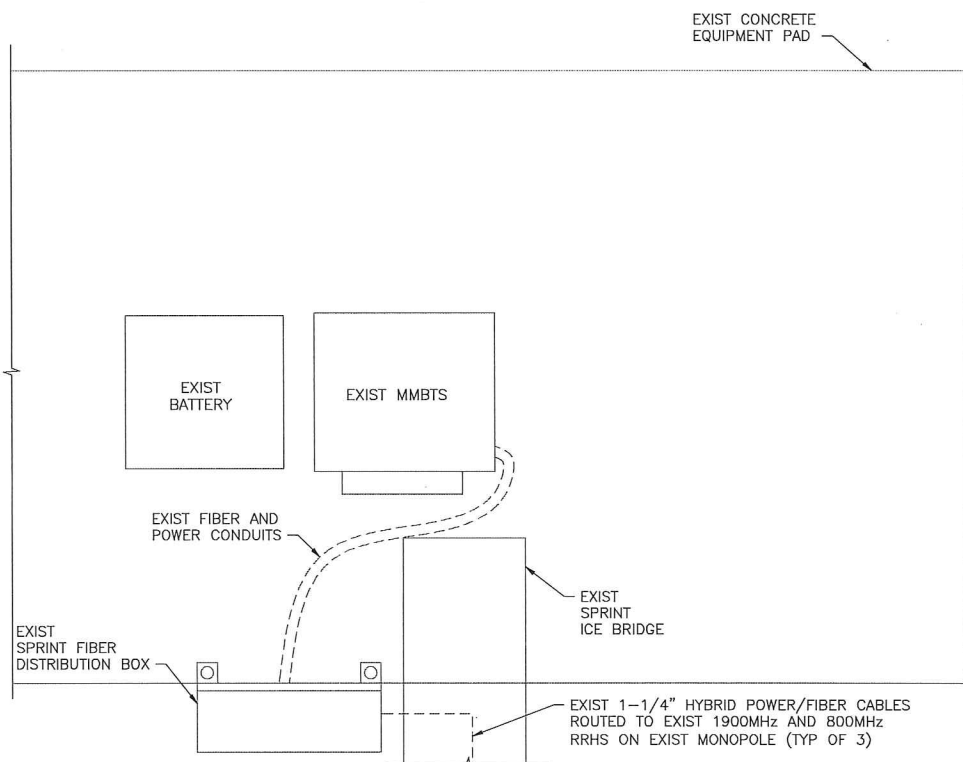 EXIST CONCRETE
EQUIPMENT PAD
EXIST
BATTERY
EXIST MMBTS
EXIST FIBER AND
POWER CONDUITS
EXIST
SPRINT
ICE BRIDGE
EXIST
SPRINT FIBER
DISTRIBUTION BOX
EXIST 1-1/4" HYBRID POWER/FIBER CABLES
ROUTED TO EXIST 1900MHz AND 800MHz
RRHS ON EXIST MONOPOLE (TYP OF 3)